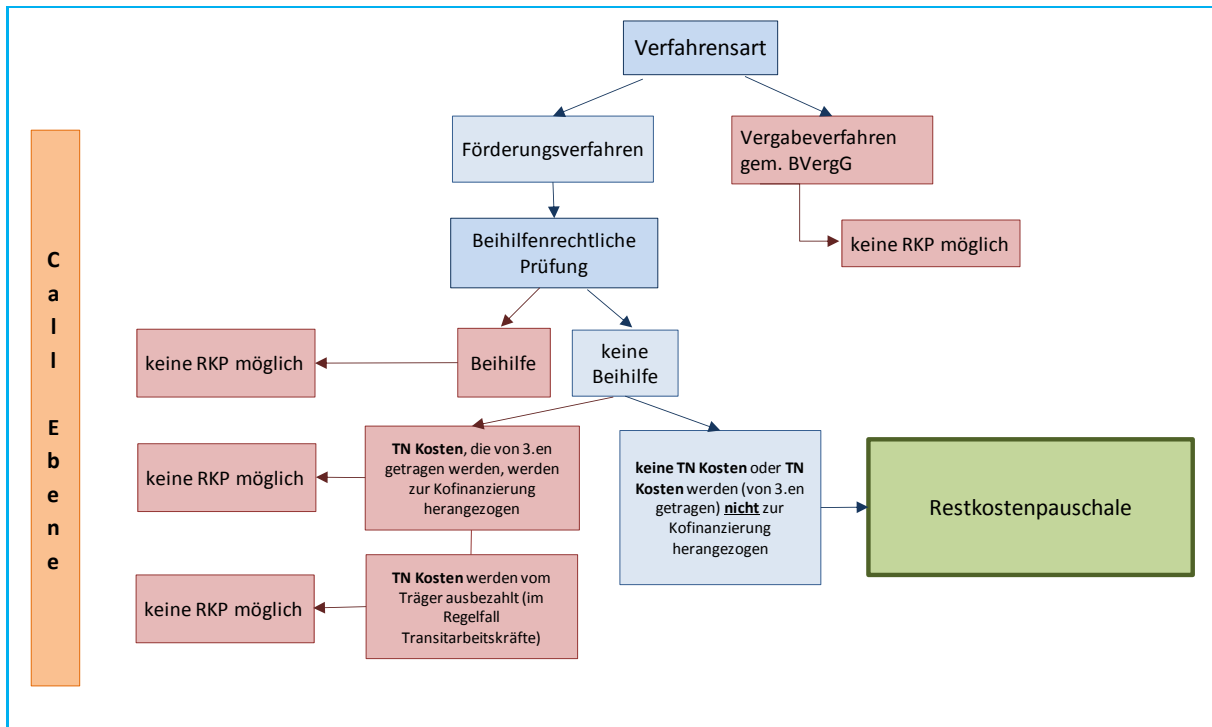 Verfahrensart
Förderungsverfahren
Vergabeverfahren
gem. BVergG
Beihilfenrechtliche
Prüfung
keine RKP möglich
keine RKP möglich
Beihilfe
keine
Beihilfe
keine RKP möglich
TN Kosten, die von 3.en
getragen werden, werden
zur Kofinanzierung
herangezogen
keine TN Kosten oder TN
Kosten werden (von 3.en
getragen) nicht zur
Kofinanzierung
herangezogen
Restkostenpauschale
keine RKP möglich
TN Kosten werden vom
Träger ausbezahlt (im
Regelfall
Transitarbeitskräfte)
Call Ebene